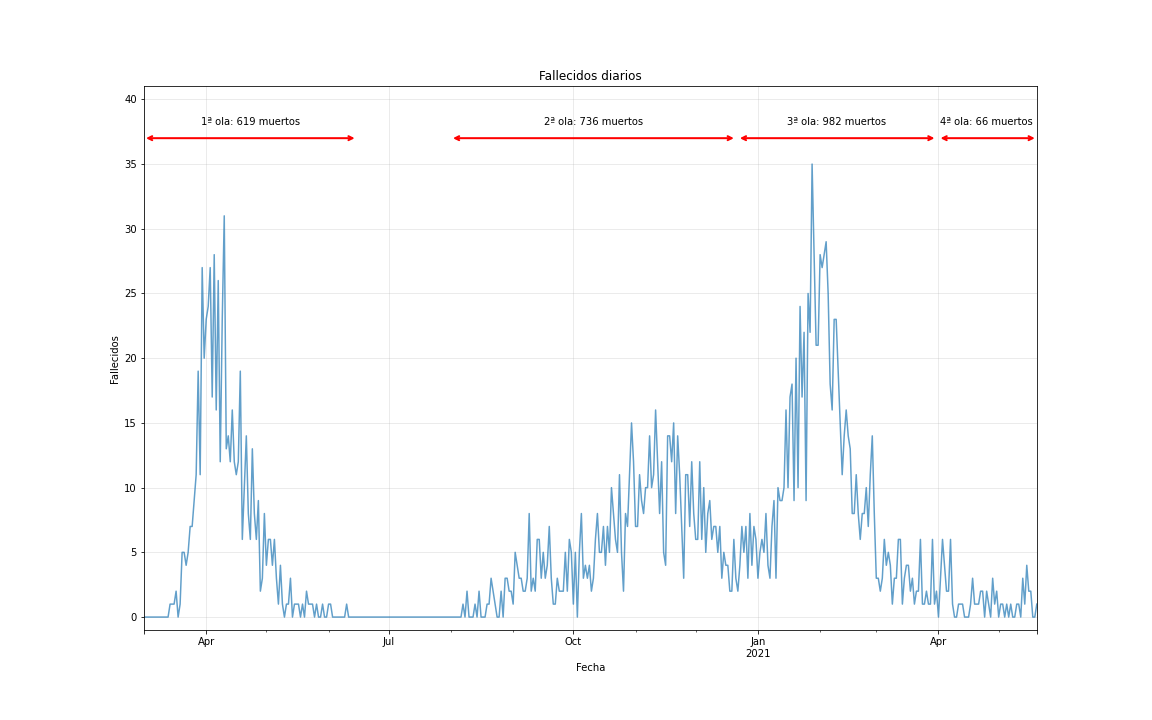 Fallecidos diarios
40
1ª ola: 619 muertos
2ª ola: 736 muertos
3ª ola: 982 muertos
4ª ola: 66 muertos
35
30
25
20
15
10
5
0
Fallecidos
Apr
Jul
Oct
Jan
2021
Apr
Fecha